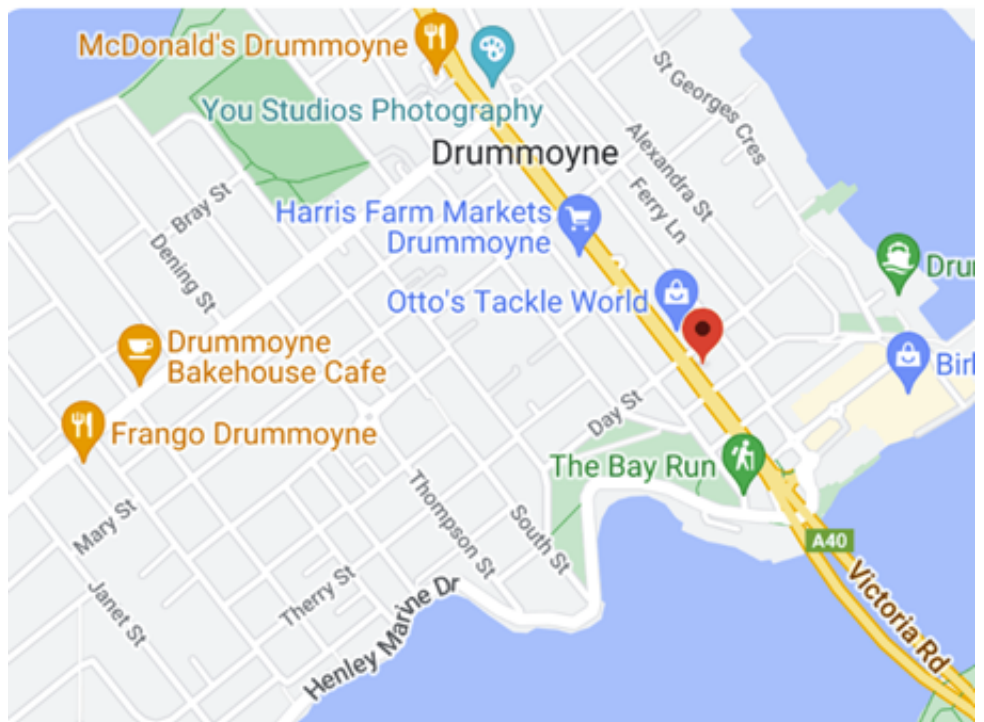 McDonald's Drummoyne
You Studios Photography
Drummoyne
St Georges Cres
Alexandra St
Ferry Ln
Bray St
Dening St
Harris Farm Markets
Drummoyne
Otto's Tackle World
Dru
Drummoyne
Bakehouse Cafe
Birk
Frango Drummoyne
Day St
The Bay Run
Mary St
Thompson St
South St
Janet St
Therry St
Henley Marine Dr
A40
Victoria Rd